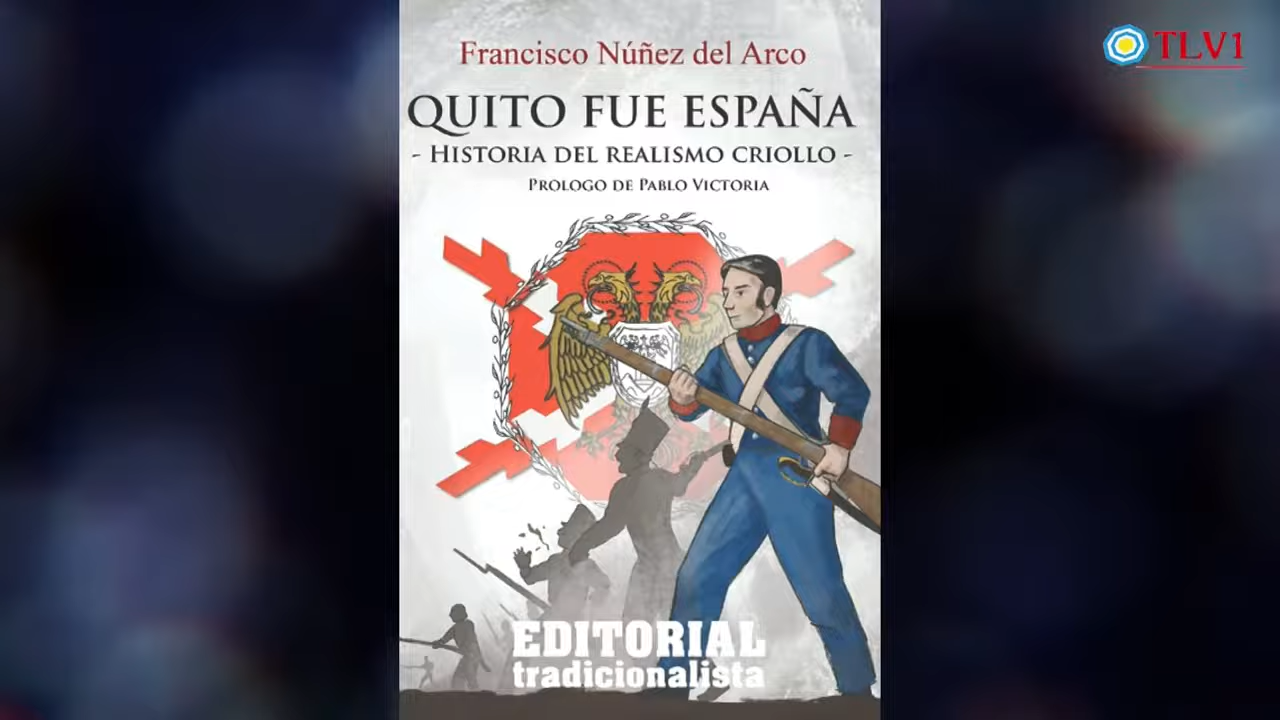 Francisco Núñez del Arco
QUITO FUE ESPAÑA
- HISTORIA DEL REALISMO CRIOLLO -
PROLOGO DE PABLO VICTORIA
EDITORIAL
tradicionalista
TLV1